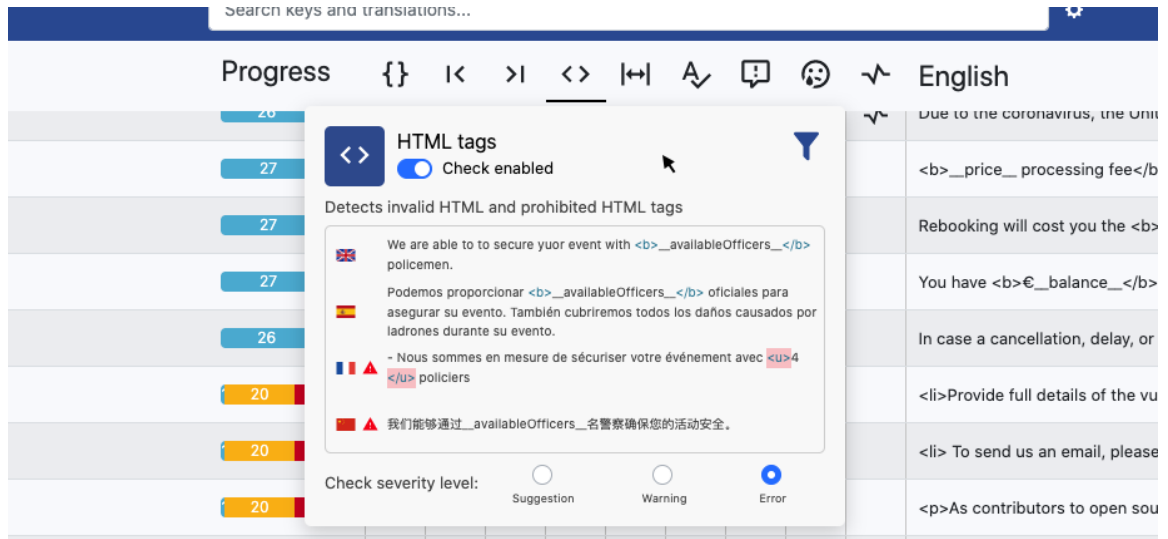 Search keys and translations...
Progress
English
26
Due to the coronavirus, the Unit
HTML tags
Check enabled
27
<b>__price__ processing fee</b
Detects invalid HTML and prohibited HTML tags
27
Rebooking will cost you the <b>
We are able to to secure yuor event with <b>__availableOfficers__</b>
policemen.
27
You have <b>€__balance__</b>
Podemos proporcionar <b>__availableOfficers__</b> oficiales para
asegurar su evento. También cubriremos todos los daños causados por
ladrones durante su evento.
26
In case a cancellation, delay, or
- Nous sommes en mesure de sécuriser votre événement avec <u>4
</u> policiers
20
<li>Provide full details of the vu
我们能够通过__availableOfficers__名警察确保您的活动安全。
20
<li> To send us an email, please
Check severity level:
Suggestion
Warning
Error
20
<p>As contributors to open sou